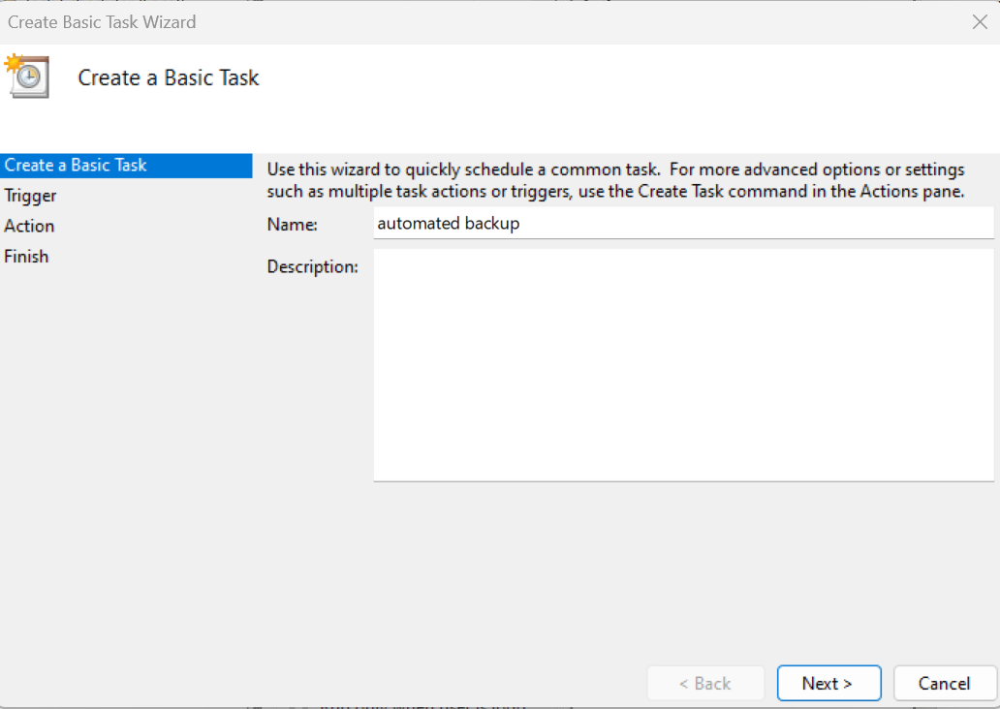 Create Basic Task Wizard
Create a Basic Task
Create a Basic Task
Trigger
Action
Finish
Use this wizard to quickly schedule a common task.  For more advanced options or settings
such as multiple task actions or triggers, use the Create Task command in the Actions pane.
Name:
automated backup
Description:
< Back
Next >
Cancel